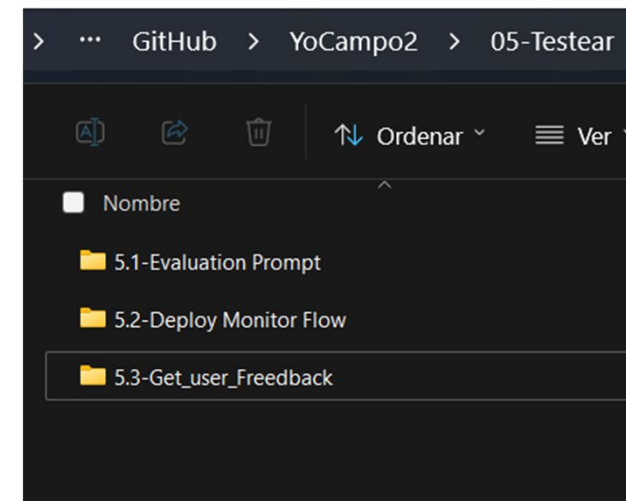 > ... GitHub > YoCampo2 > 05-Testear
Ordenar Ver
Nombre
5.1-Evaluation Prompt
5.2-Deploy Monitor Flow
5.3-Get_user_Freedback